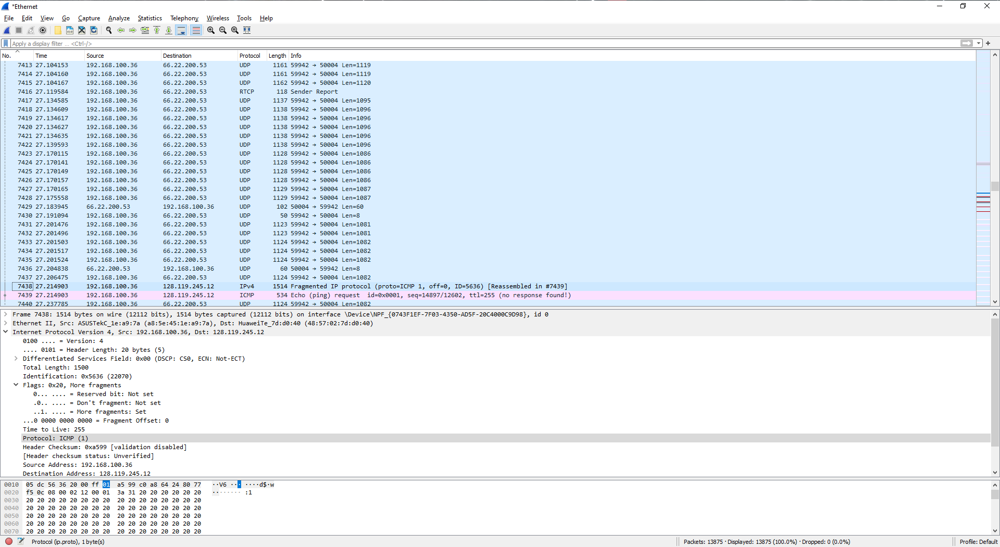 *Ethernet
File Edit View Go Capture Analyze Statistics Telephony Wireless Tools Help
Apply a display filter ... <Ctrl-/>
No. Time Source Destination Protocol Length Info
7413 27.104153 192.168.100.36 66.22.200.53 UDP 1161 59942 → 50004 Len=1119
7414 27.104160 192.168.100.36 66.22.200.53 UDP 1161 59942 → 50004 Len=1119
7415 27.104167 192.168.100.36 66.22.200.53 UDP 1162 59942 → 50004 Len=1120
7416 27.119584 192.168.100.36 66.22.200.53 RTCP 118 Sender Report
7417 27.134585 192.168.100.36 66.22.200.53 UDP 1137 59942 → 50004 Len=1095
7418 27.134609 192.168.100.36 66.22.200.53 UDP 1138 59942 → 50004 Len=1096
7419 27.134617 192.168.100.36 66.22.200.53 UDP 1138 59942 → 50004 Len=1096
7420 27.134627 192.168.100.36 66.22.200.53 UDP 1138 59942 → 50004 Len=1096
7421 27.134635 192.168.100.36 66.22.200.53 UDP 1138 59942 → 50004 Len=1096
7422 27.139593 192.168.100.36 66.22.200.53 UDP 1138 59942 → 50004 Len=1096
7423 27.170115 192.168.100.36 66.22.200.53 UDP 1128 59942 → 50004 Len=1086
7424 27.170141 192.168.100.36 66.22.200.53 UDP 1128 59942 → 50004 Len=1086
7425 27.170149 192.168.100.36 66.22.200.53 UDP 1128 59942 → 50004 Len=1086
7426 27.170157 192.168.100.36 66.22.200.53 UDP 1128 59942 → 50004 Len=1086
7427 27.170165 192.168.100.36 66.22.200.53 UDP 1129 59942 → 50004 Len=1087
7428 27.175558 192.168.100.36 66.22.200.53 UDP 1129 59942 → 50004 Len=1087
7429 27.183945 66.22.200.53 192.168.100.36 UDP 102 50004 → 59942 Len=60
7430 27.191094 192.168.100.36 66.22.200.53 UDP 50 59942 → 50004 Len=8
7431 27.201476 192.168.100.36 66.22.200.53 UDP 1123 59942 → 50004 Len=1081
7432 27.201496 192.168.100.36 66.22.200.53 UDP 1123 59942 → 50004 Len=1081
7433 27.201503 192.168.100.36 66.22.200.53 UDP 1124 59942 → 50004 Len=1082
7434 27.201517 192.168.100.36 66.22.200.53 UDP 1124 59942 → 50004 Len=1082
7435 27.201524 192.168.100.36 66.22.200.53 UDP 1124 59942 → 50004 Len=1082
7436 27.204838 66.22.200.53 192.168.100.36 UDP 60 50004 → 59942 Len=8
7437 27.206475 192.168.100.36 66.22.200.53 UDP 1124 59942 → 50004 Len=1082
7438 27.214903 192.168.100.36 128.119.245.12 IPv4 1514 Fragmented IP protocol (proto=ICMP 1, off=0, ID=5636) [Reassembled in #7439]
7439 27.214903 192.168.100.36 128.119.245.12 ICMP 534 Echo (ping) request id=0x0001, seq=14897/12602, ttl=255 (no response found!)
7440 27.237785 192.168.100.36 66.22.200.53 UDP 1124 59942 → 50004 Len=1082
Frame 7438: 1514 bytes on wire (12112 bits), 1514 bytes captured (12112 bits) on interface \Device\NPF_{0743F1EF-7F03-4350-AD5F-20C4000C9D98}, id 0
Ethernet II, Src: ASUSTekC_1e:a9:7a (a8:5e:45:1e:a9:7a), Dst: HuaweiTe_7d:d0:40 (48:57:02:7d:d0:40)
Internet Protocol Version 4, Src: 192.168.100.36, Dst: 128.119.245.12
0100 .... = Version: 4
.... 0101 = Header Length: 20 bytes (5)
Differentiated Services Field: 0x00 (DSCP: CS0, ECN: Not-ECT)
Total Length: 1500
Identification: 0x5636 (22070)
Flags: 0x20, More fragments
0... .... = Reserved bit: Not set
.0.. .... = Don't fragment: Not set
..1. .... = More fragments: Set
...0 0000 0000 0000 = Fragment Offset: 0
Time to Live: 255
Protocol: ICMP (1)
Header Checksum: 0xa599 [validation disabled]
[Header checksum status: Unverified]
Source Address: 192.168.100.36
Destination Address: 128.119.245.12
0010 05 dc 56 36 20 00 ff 01 a5 99 c0 a8 64 24 80 77 ··V6 ··· ····d$·w
0020 f5 0c 08 00 02 12 00 01 3a 31 20 20 20 20 20 20 ········ :1
0030 20 20 20 20 20 20 20 20 20 20 20 20 20 20 20 20
0040 20 20 20 20 20 20 20 20 20 20 20 20 20 20 20 20
0050 20 20 20 20 20 20 20 20 20 20 20 20 20 20 20 20
0060 20 20 20 20 20 20 20 20 20 20 20 20 20 20 20 20
0070 20 20 20 20 20 20 20 20 20 20 20 20 20 20 20 20
Protocol (ip.proto), 1 byte(s) Packets: 13875 · Displayed: 13875 (100.0%) · Dropped: 0 (0.0%) Profile: Default